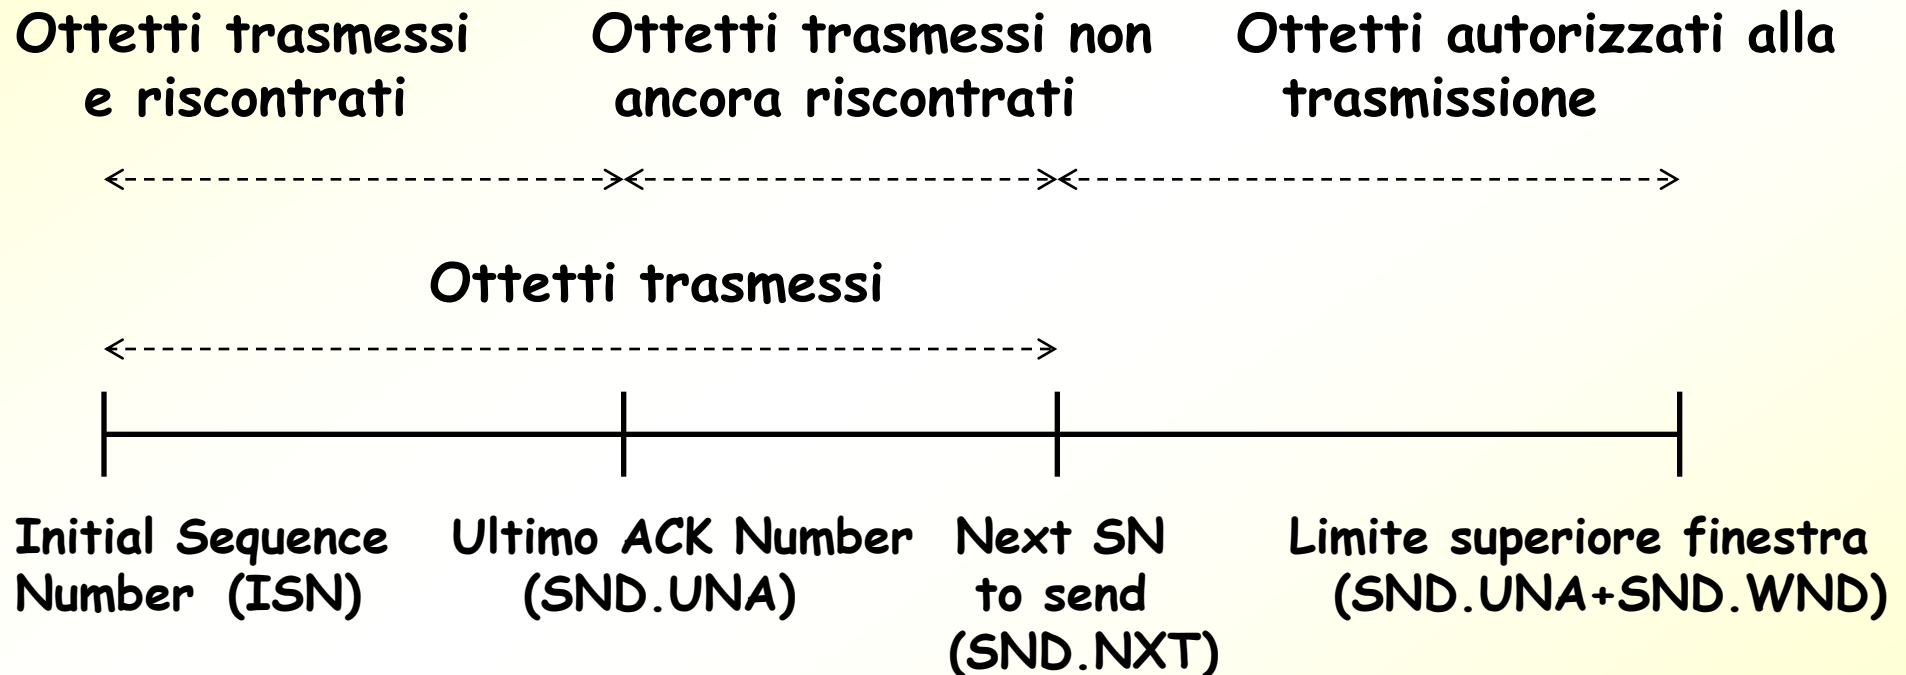 Ottetti trasmessi
e riscontrati
Ottetti trasmessi non
ancora riscontrati
Ottetti autorizzati alla
trasmissione
Ottetti trasmessi
Initial Sequence
Number (ISN)
Ultimo ACK Number
(SND.UNA)
Next SN
to send
(SND.NXT)
Limite superiore finestra
(SND.UNA+SND.WND)